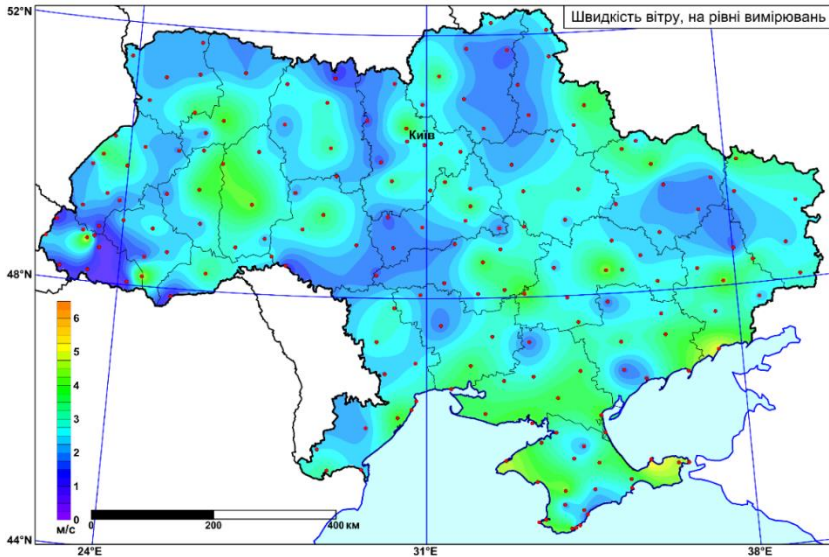 52°N
Швидкість вітру, на рівні вимірювань
Київ
48°N
6
5
4
3
2
1
0
м/с
0
200
400 км
44°N
24°E
31°E
38°E